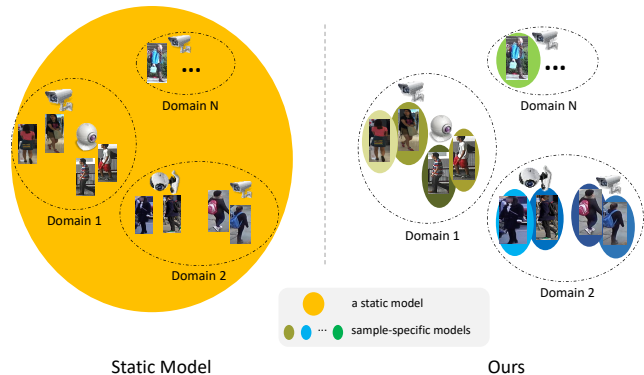 ...
Domain N
Domain 1
Domain 2
...
Domain N
Domain 1
Domain 2
a static model
... sample-specific models
Static Model
Ours